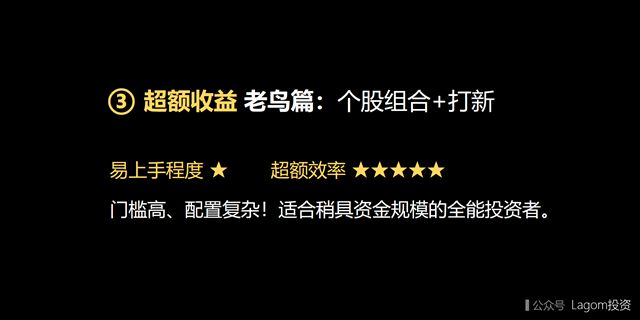 ③ 超额收益 老鸟篇：个股组合+打新
易上手程度 ★ 超额效率 ★★★★★
门槛高、配置复杂！适合稍具资金规模的全能投资者。
公众号 Lagom投资